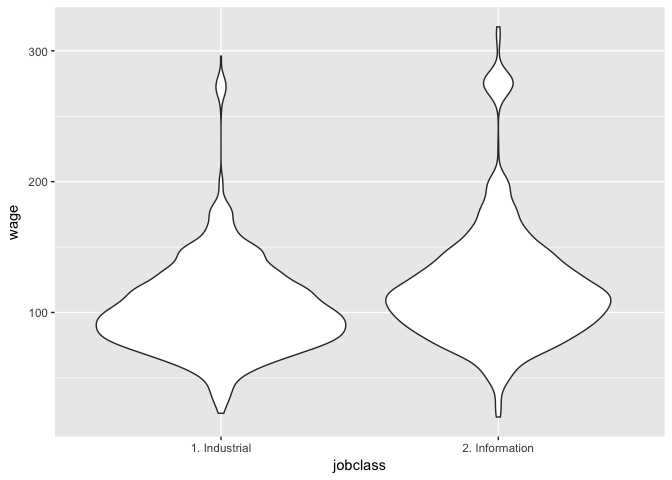 300
200
100
wage
1. Industrial
2. Information
jobclass